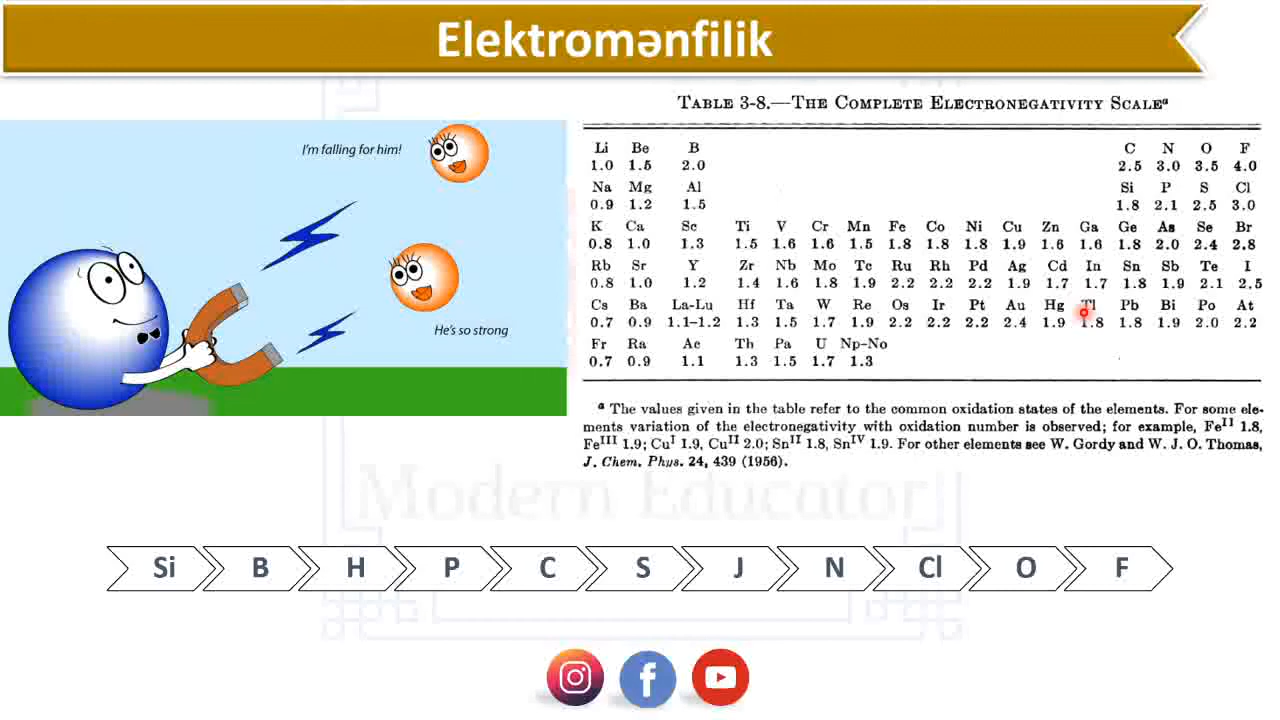 Elektromənfilik
I'm falling for him!
He's so strong
TABLE 3-8.—THE COMPLETE ELECTRONEGATIVITY SCALEᵃ
Li Be B C N O F
1.0 1.5 2.0 2.5 3.0 3.5 4.0
Na Mg Al Si P S Cl
0.9 1.2 1.5 1.8 2.1 2.5 3.0
K Ca Sc Ti V Cr Mn Fe Co Ni Cu Zn Ga Ge As Se Br
0.8 1.0 1.3 1.5 1.6 1.6 1.5 1.8 1.8 1.8 1.9 1.6 1.6 1.8 2.0 2.4 2.8
Rb Sr Y Zr Nb Mo Tc Ru Rh Pd Ag Cd In Sn Sb Te I
0.8 1.0 1.2 1.4 1.6 1.8 1.9 2.2 2.2 2.2 1.9 1.7 1.7 1.8 1.9 2.1 2.5
Cs Ba La-Lu Hf Ta W Re Os Ir Pt Au Hg Tl Pb Bi Po At
0.7 0.9 1.1–1.2 1.3 1.5 1.7 1.9 2.2 2.2 2.2 2.4 1.9 1.8 1.8 1.9 2.0 2.2
Fr Ra Ac Th Pa U Np–No
0.7 0.9 1.1 1.3 1.5 1.7 1.3
ᵃ The values given in the table refer to the common oxidation states of the elements. For some ele-
ments variation of the electronegativity with oxidation number is observed; for example, Feᴵᴵ 1.8,
Feᴵᴵᴵ 1.9; Cuᴵ 1.9, Cuᴵᴵ 2.0; Snᴵᴵ 1.8, Snᴵⱽ 1.9. For other elements see W. Gordy and W. J. O. Thomas,
J. Chem. Phys. 24, 439 (1956).
Modern Educator
Si B H P C S J N Cl O F